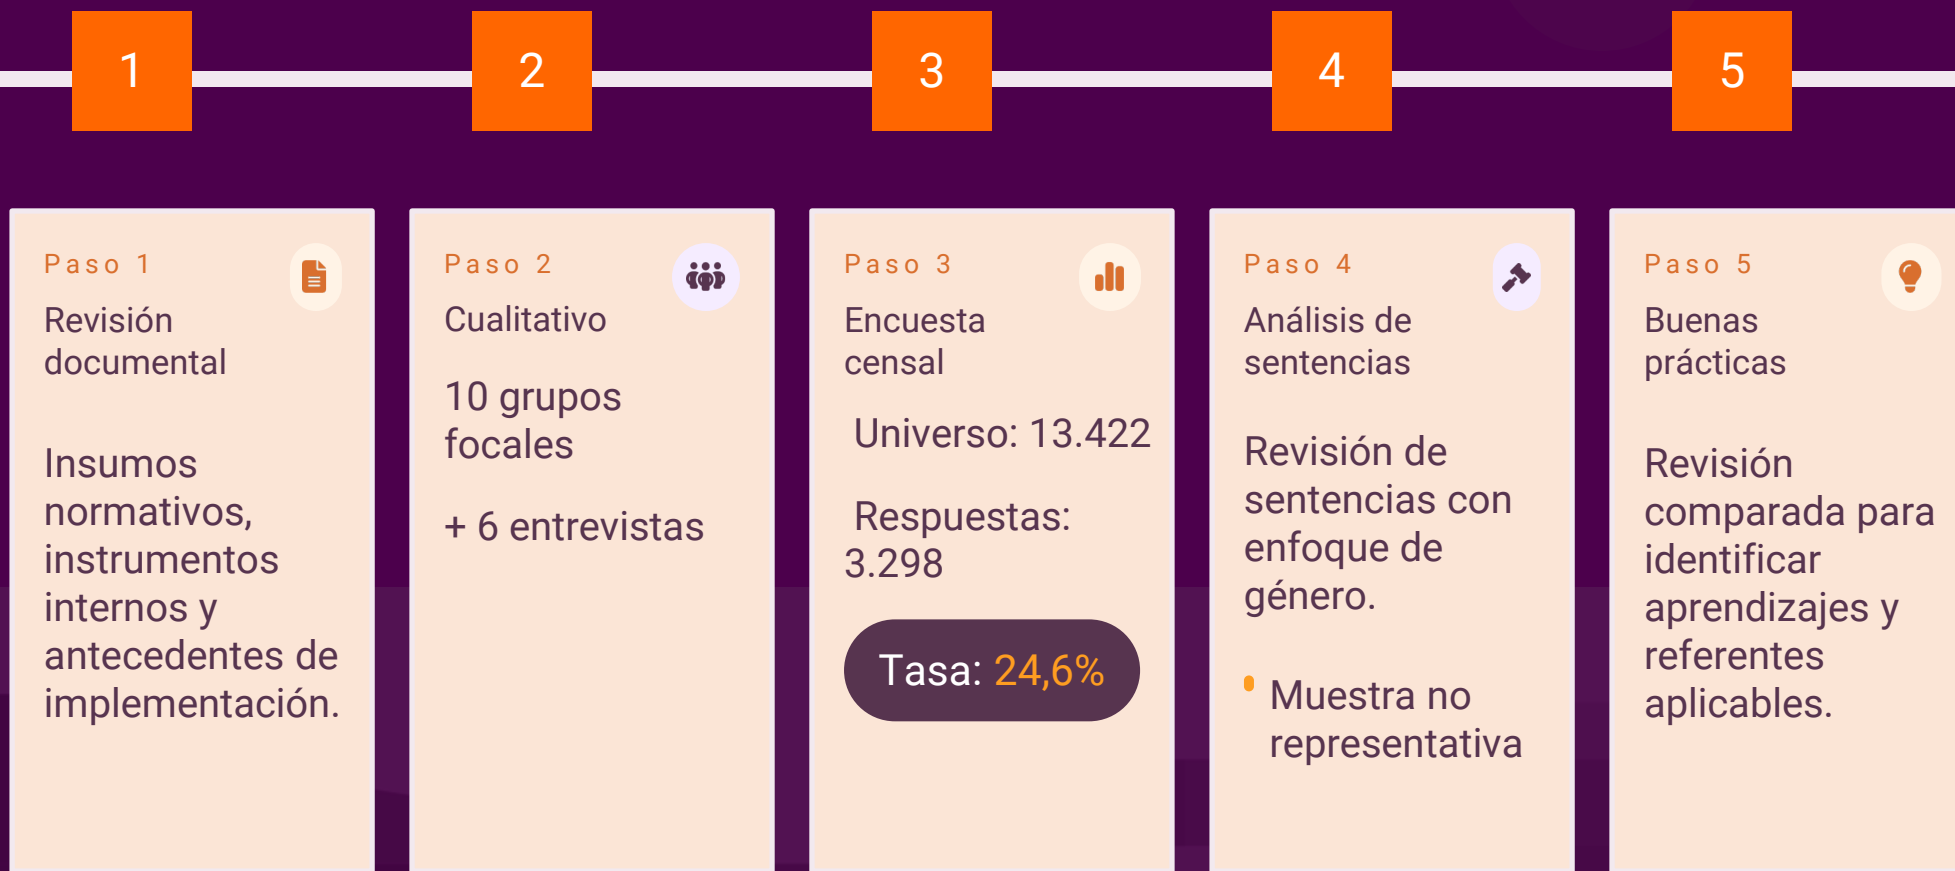 1
2
3
4
5
Paso 1
Revisión
documental
Insumos
normativos,
instrumentos
internos y
antecedentes de
implementación.
Paso 2
Cualitativo
10 grupos
focales
+ 6 entrevistas
Paso 3
Encuesta
censal
Universo: 13.422
Respuestas:
3.298
Tasa: 24,6%
Paso 4
Análisis de
sentencias
Revisión de
sentencias con
enfoque de
género.
Muestra no
representativa
Paso 5
Buenas
prácticas
Revisión
comparada para
identificar
aprendizajes y
referentes
aplicables.